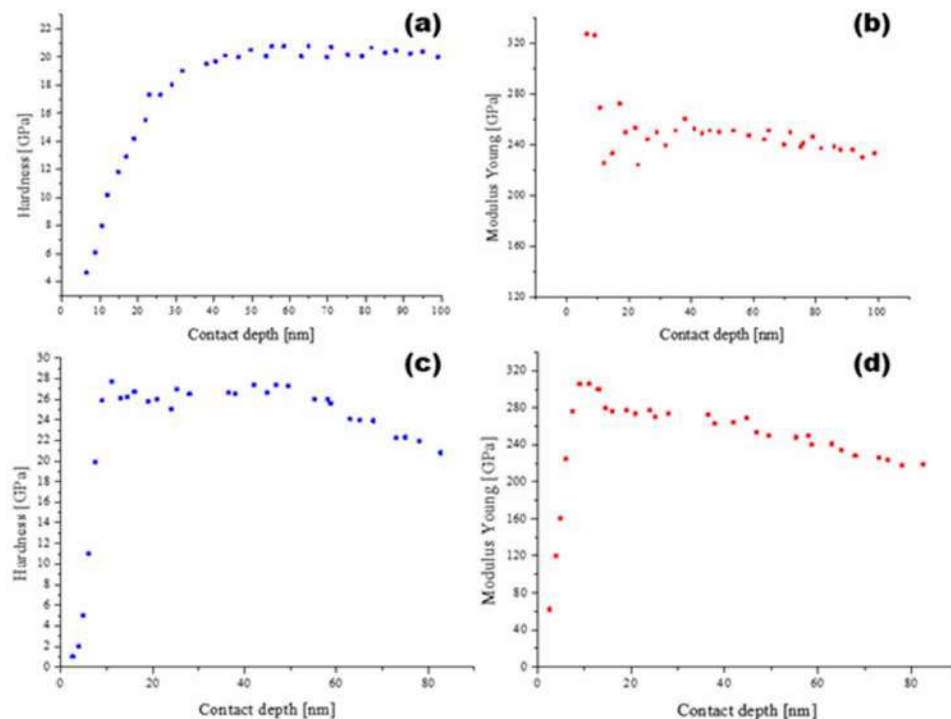 (a)
Hardness [GPa]
22
20
18
16
14
12
10
8
6
4
0 10 20 30 40 50 60 70 80 90 100
Contact depth [nm]
(b)
Modulus Young [GPa]
320
280
240
200
160
120
0 20 40 60 80 100
Contact depth [nm]
(c)
Hardness [GPa]
30
28
26
24
22
20
18
16
14
12
10
8
6
4
2
0
0 20 40 60 80
Contact depth [nm]
(d)
Modulus Young [GPa]
320
280
240
200
160
120
80
40
0
0 20 40 60 80
Contact depth [nm]